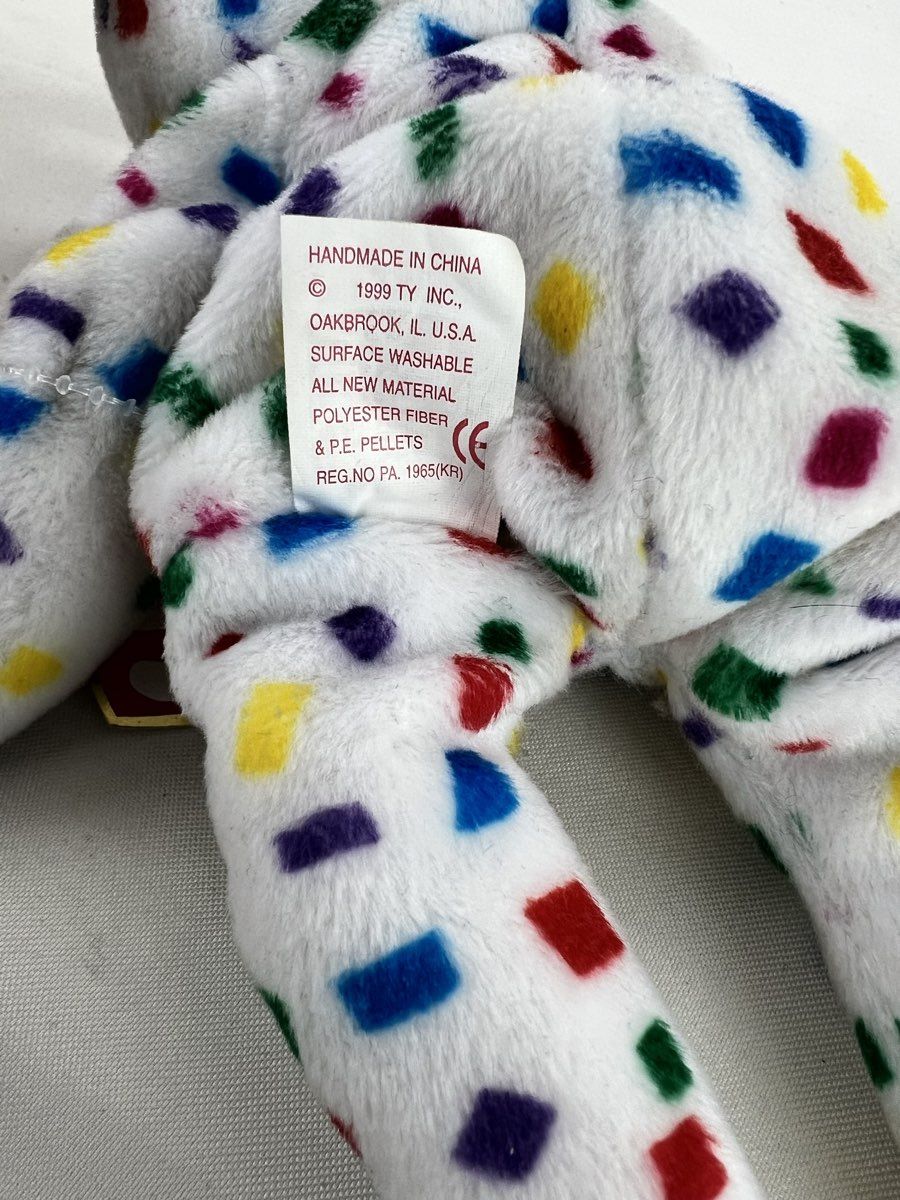 HANDMADE IN CHINA
© 1999 TY INC.,
OAKBROOK, IL. U.S.A.
SURFACE WASHABLE
ALL NEW MATERIAL
POLYESTER FIBER
& P.E. PELLETS CE
REG.NO PA. 1965(KR)